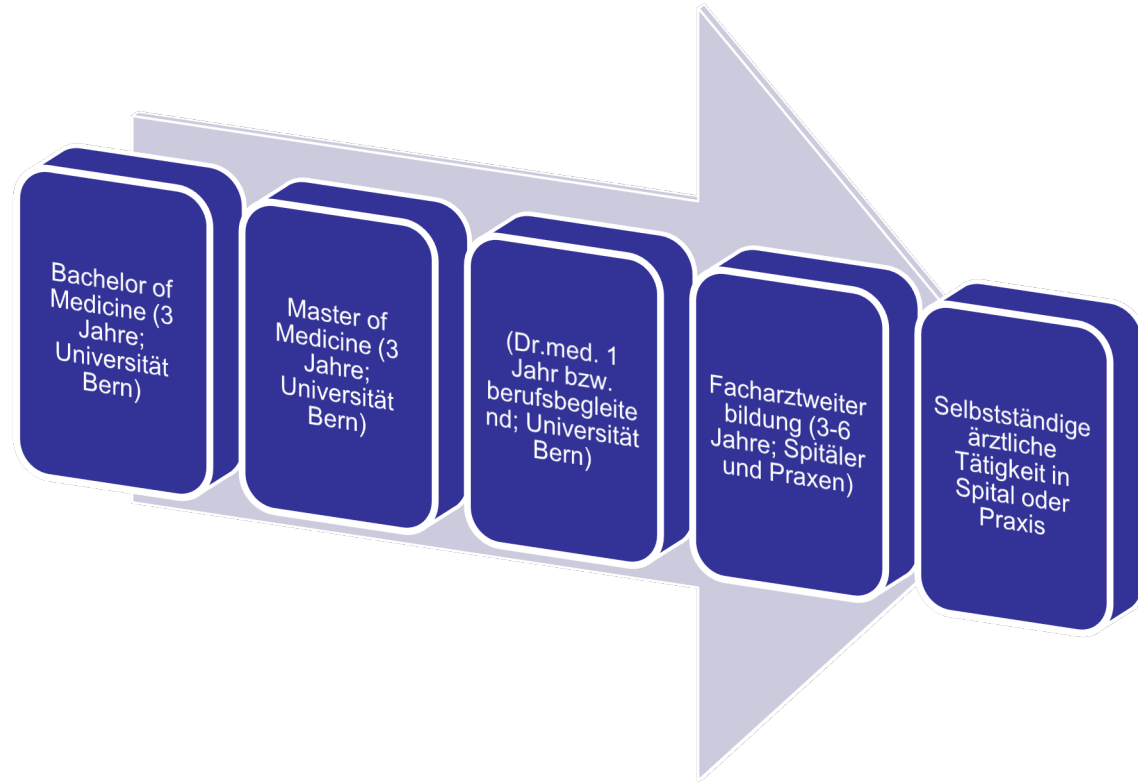 Bachelor of
Medicine (3
Jahre;
Universität
Bern)
Master of
Medicine (3
Jahre;
Universität
Bern)
(Dr.med. 1
Jahr bzw.
berufsbegleite
nd; Universität
Bern)
Facharztweiter
bildung (3-6
Jahre; Spitäler
und Praxen)
Selbstständige
ärztliche
Tätigkeit in
Spital oder
Praxis